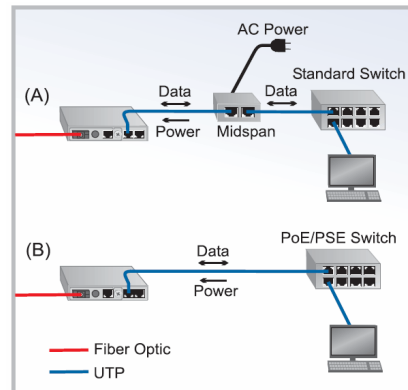 AC Power
(A)
Data
Data
Standard Switch
Power
Midspan
(B)
Data
PoE/PSE Switch
Power
Fiber Optic
UTP